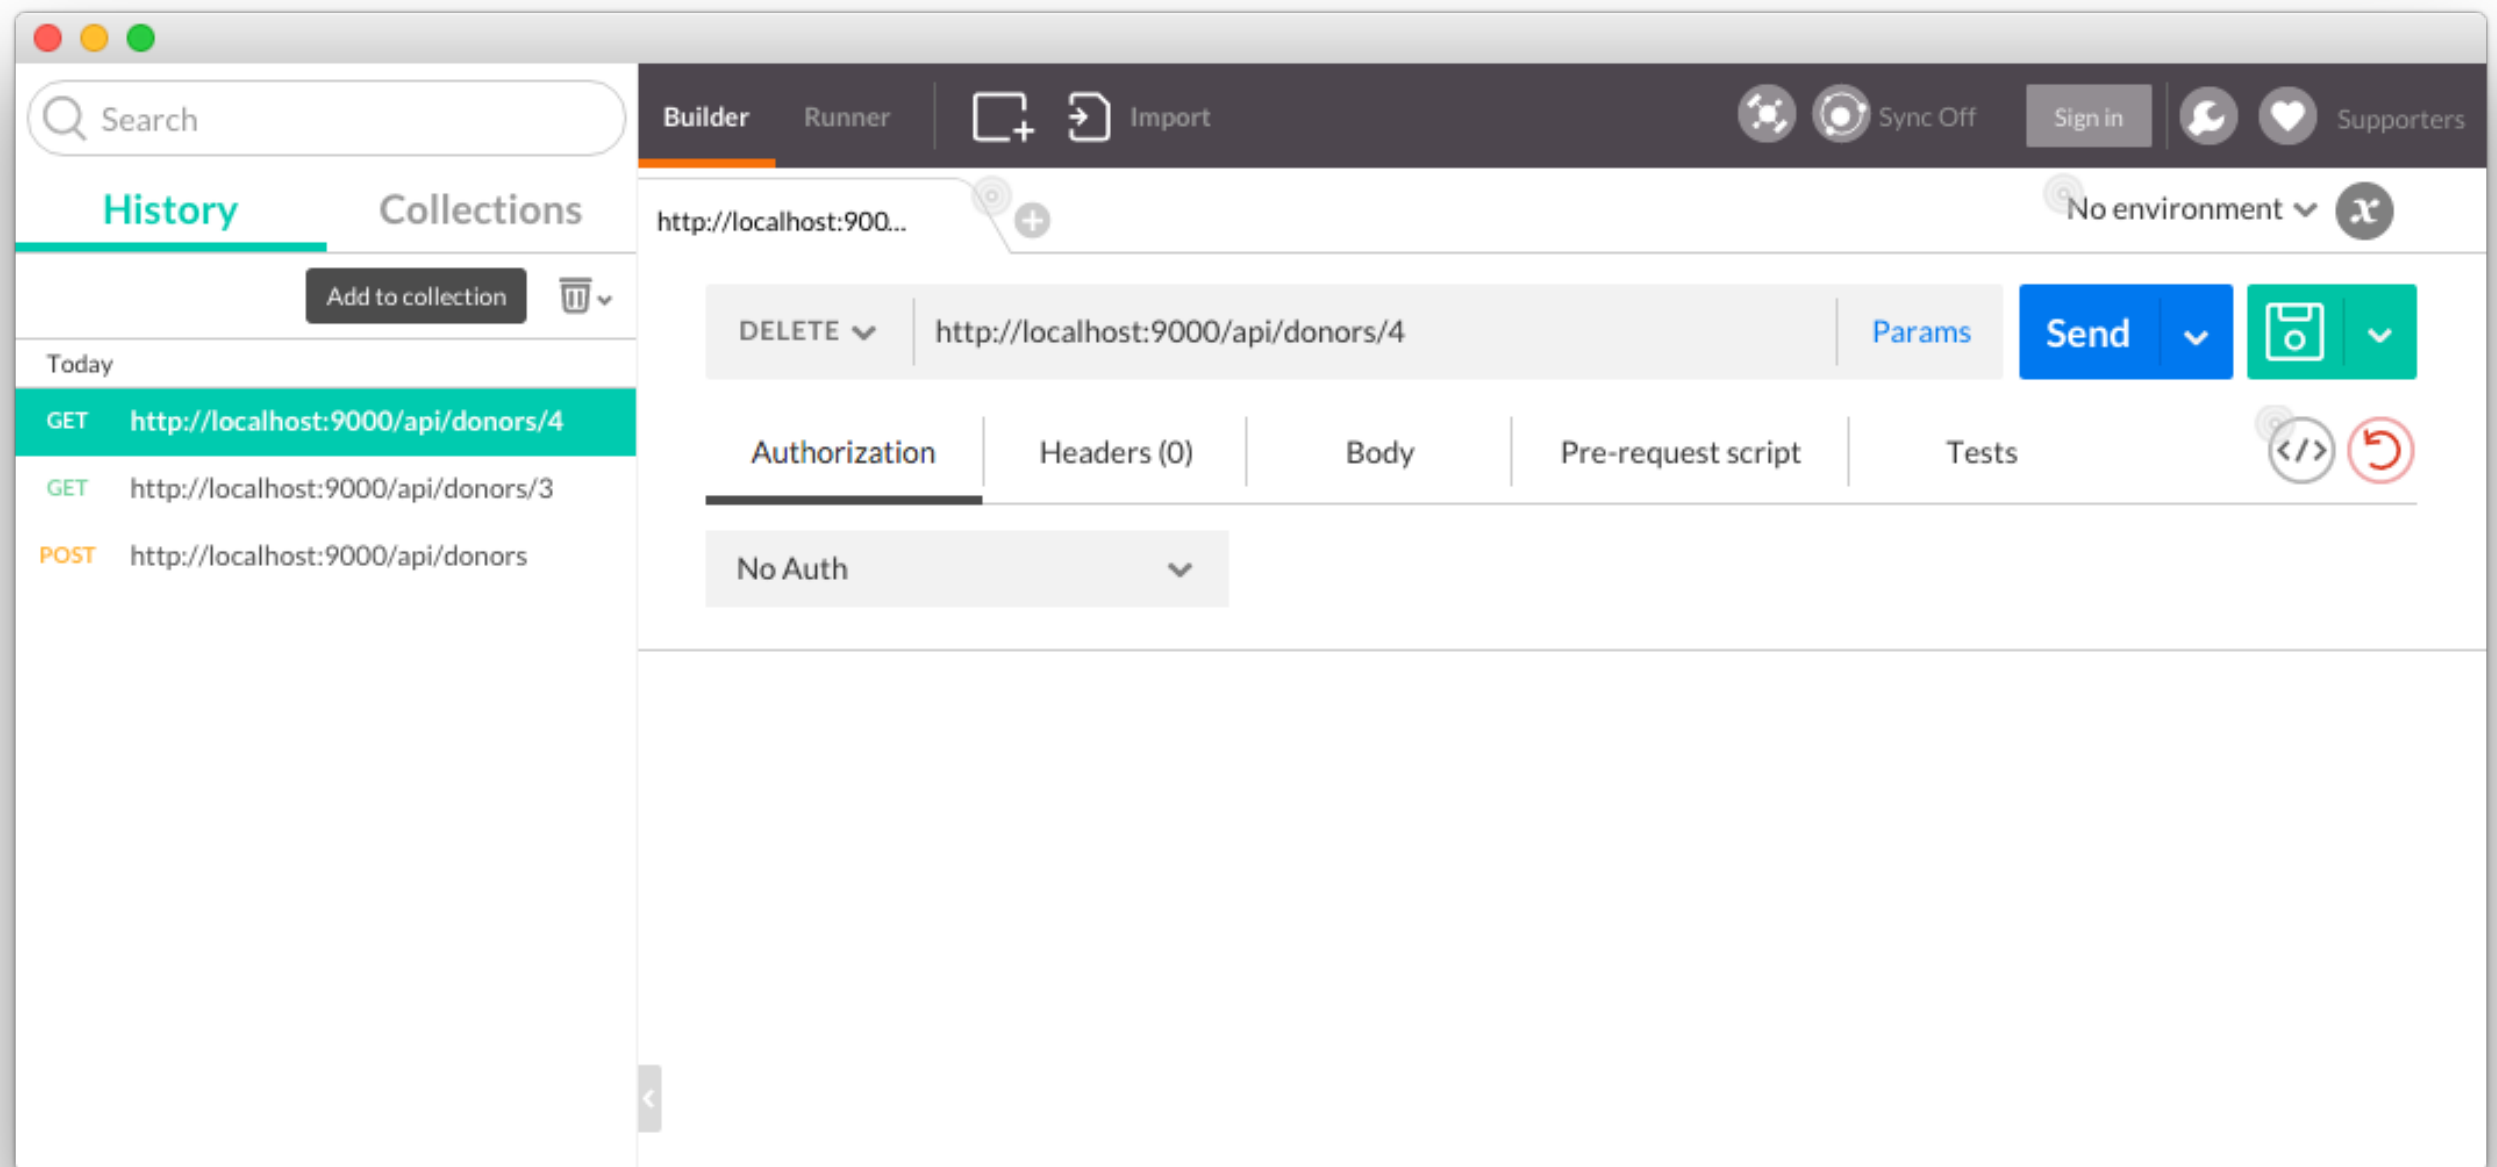 Search
History Collections
Add to collection
Today
GET http://localhost:9000/api/donors/4
GET http://localhost:9000/api/donors/3
POST http://localhost:9000/api/donors
Builder Runner Import Sync Off Sign in Supporters
http://localhost:900... No environment x
DELETE http://localhost:9000/api/donors/4 Params Send
Authorization Headers (0) Body Pre-request script Tests </>
No Auth